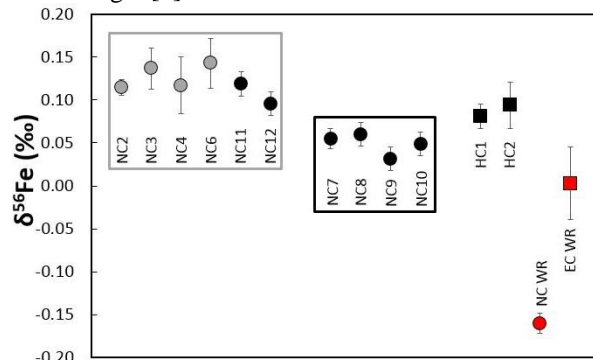 0.20
0.15
0.10
0.05
0.00
-0.05
-0.10
-0.15
-0.20
δ⁵⁶Fe (‰)
NC2
NC3
NC4
NC6
NC11
NC12
NC7
NC8
NC9
NC10
HC1
HC2
NC WR
EC WR